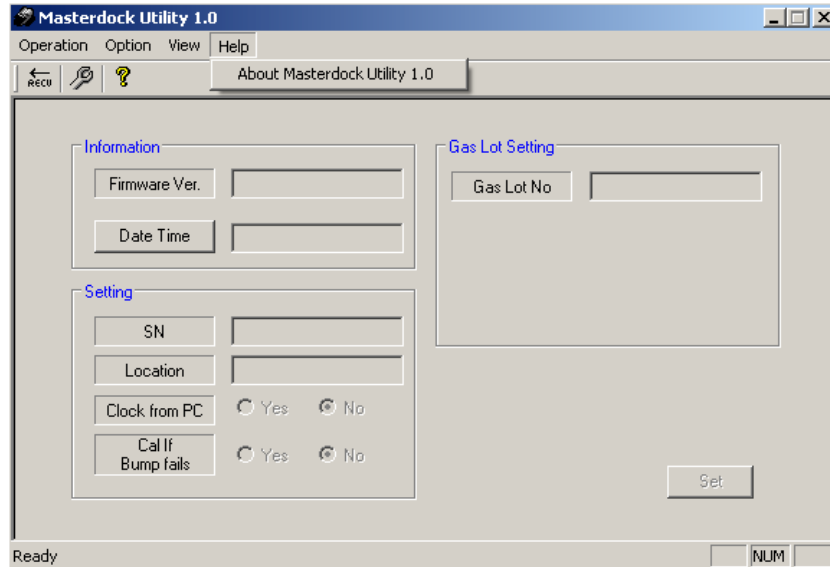 Masterdock Utility 1.0
Operation Option View Help
About Masterdock Utility 1.0
RECV
Information
Firmware Ver.
Date Time
Gas Lot Setting
Gas Lot No
Setting
SN
Location
Clock from PC Yes No
Cal If
Bump fails Yes No
Set
Ready NUM